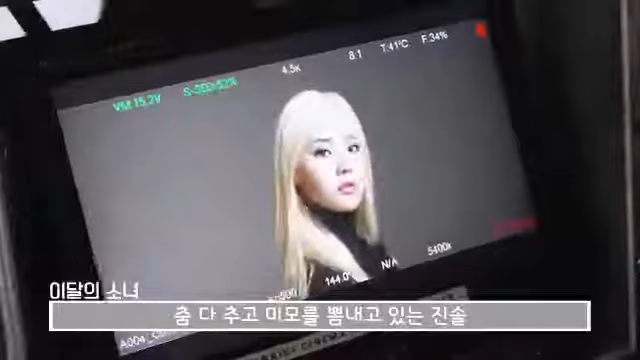 4.5K 8:1 T:41°C F:34%
VM:15.2V
144.0° N/A 5400k
이달의 소녀
춤 다 추고 미모를 뽐내고 있는 진솔